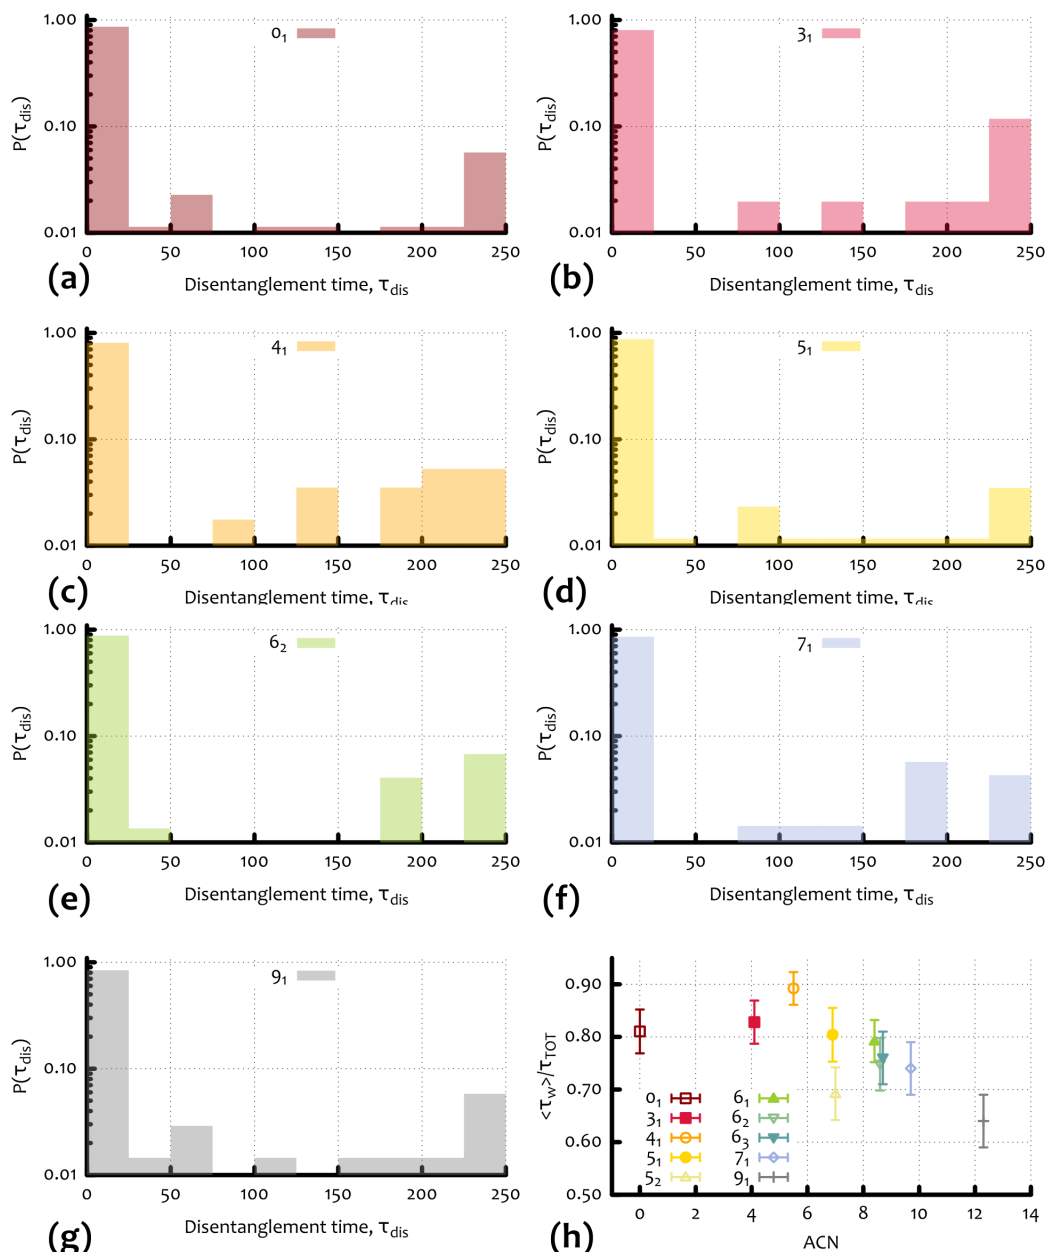 1.00
0.10
0.01
P(τdis)
0₁
0 50 100 150 200 250
(a)
Disentanglement time, τdis
1.00
0.10
0.01
P(τdis)
3₁
0 50 100 150 200 250
(b)
Disentanglement time, τdis
1.00
0.10
0.01
P(τdis)
4₁
0 50 100 150 200 250
(c)
Disentanglement time, τdis
1.00
0.10
0.01
P(τdis)
5₁
0 50 100 150 200 250
(d)
Disentanglement time, τdis
1.00
0.10
0.01
P(τdis)
6₂
0 50 100 150 200 250
(e)
Disentanglement time, τdis
1.00
0.10
0.01
P(τdis)
7₁
0 50 100 150 200 250
(f)
Disentanglement time, τdis
1.00
0.10
0.01
P(τdis)
9₁
0 50 100 150 200 250
(g)
Disentanglement time, τdis
0.90
0.80
0.70
0.60
0.50
<τW>/τTOT
0₁
3₁
4₁
5₁
5₂
6₁
6₂
6₃
7₁
9₁
0 2 4 6 8 10 12 14
(h)
ACN